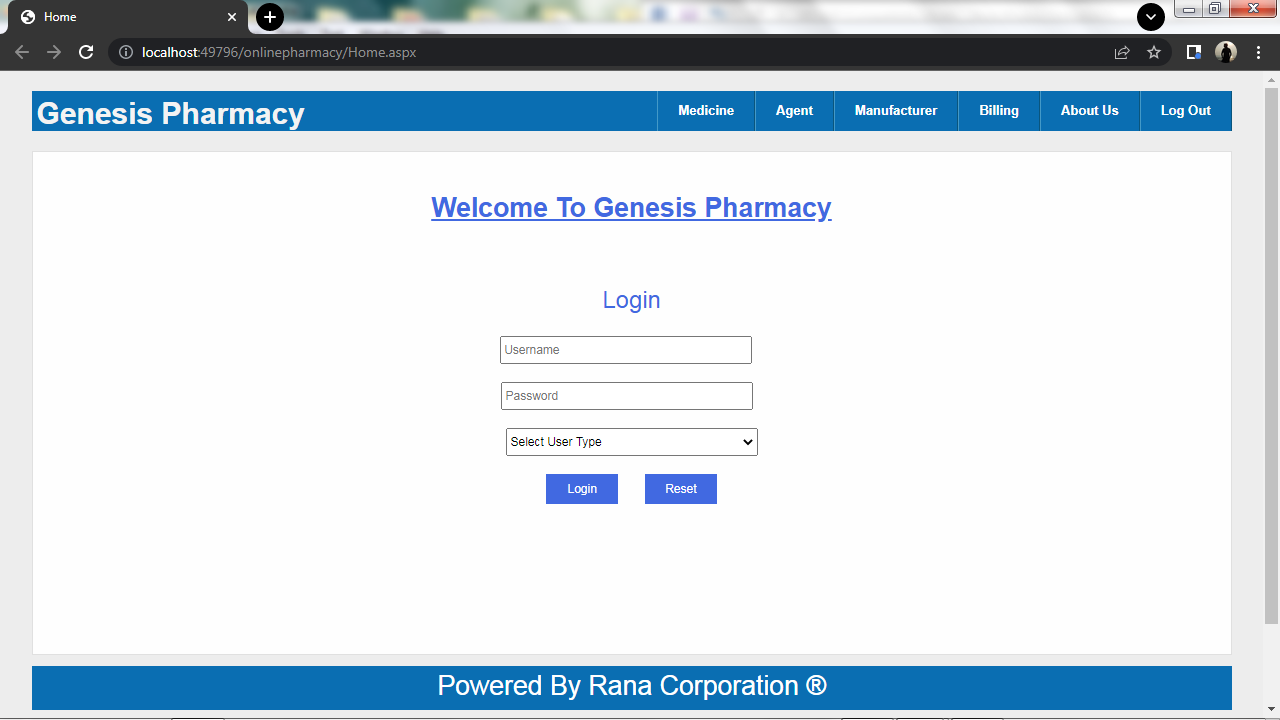 Home
localhost:49796/onlinepharmacy/Home.aspx
Genesis Pharmacy
Medicine
Agent
Manufacturer
Billing
About Us
Log Out
Welcome To Genesis Pharmacy
Login
Username
Password
Select User Type
Login
Reset
Powered By Rana Corporation ®